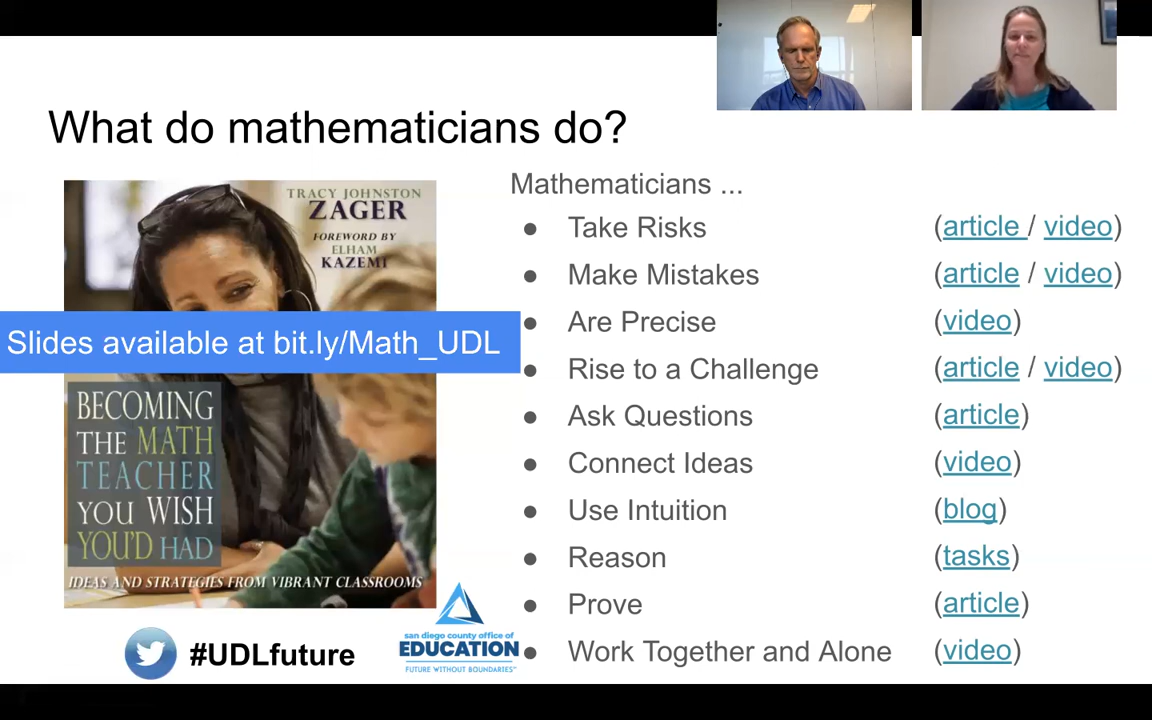 What do mathematicians do?
TRACY JOHNSTON
ZAGER
FOREWORD BY
ELHAM
KAZEMI
Slides available at bit.ly/Math_UDL
BECOMING
THE MATH
TEACHER
YOU WISH
YOU'D HAD
IDEAS AND STRATEGIES FROM VIBRANT CLASSROOMS
Mathematicians ...
● Take Risks (article / video)
● Make Mistakes (article / video)
● Are Precise (video)
● Rise to a Challenge (article / video)
● Ask Questions (article)
● Connect Ideas (video)
● Use Intuition (blog)
● Reason (tasks)
● Prove (article)
● Work Together and Alone (video)
#UDLfuture
san diego county office of
EDUCATION
FUTURE WITHOUT BOUNDARIES™